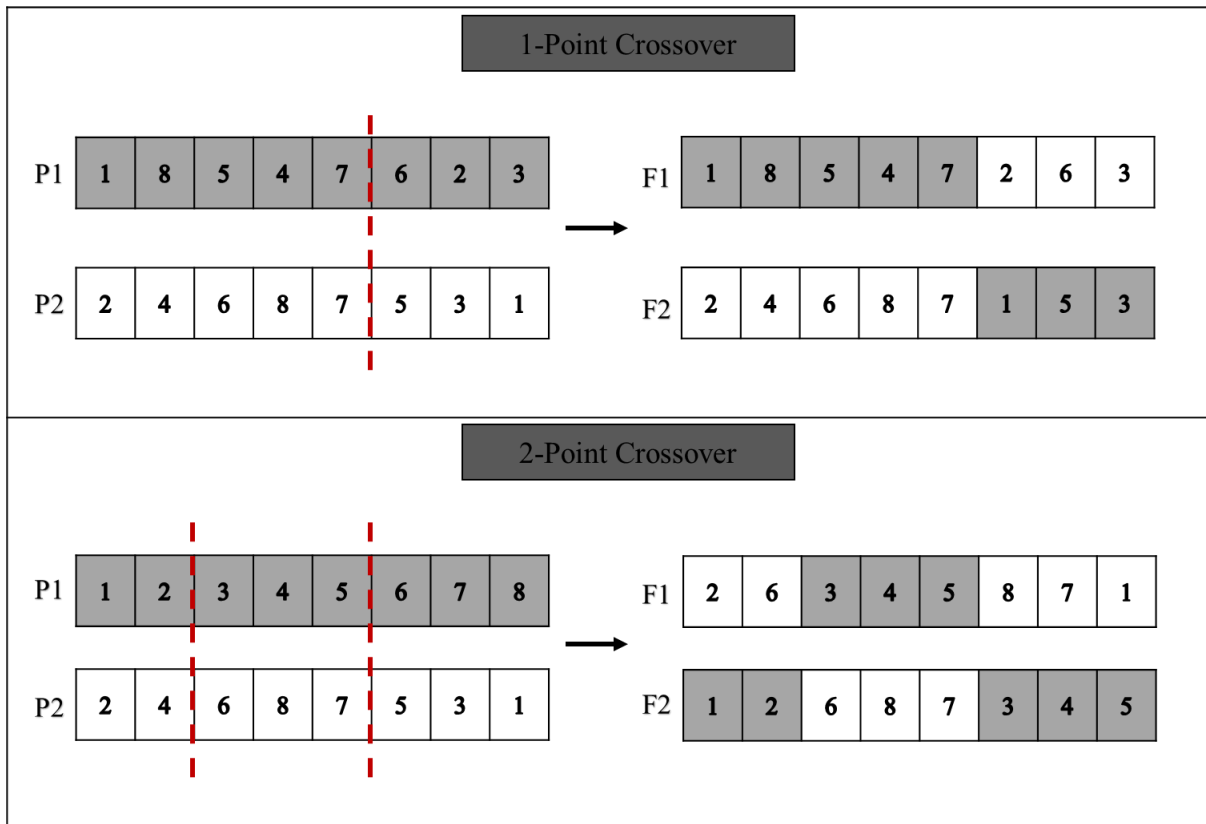 1-Point Crossover
P1 1 8 5 4 7 6 2 3
F1 1 8 5 4 7 2 6 3
P2 2 4 6 8 7 5 3 1
F2 2 4 6 8 7 1 5 3
2-Point Crossover
P1 1 2 3 4 5 6 7 8
F1 2 6 3 4 5 8 7 1
P2 2 4 6 8 7 5 3 1
F2 1 2 6 8 7 3 4 5